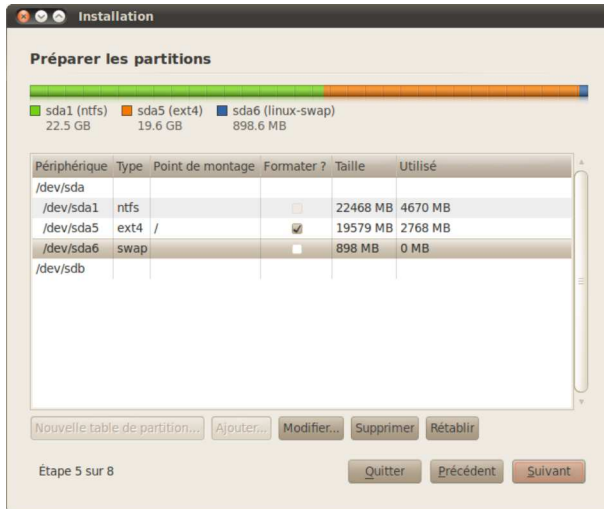 Installation
Préparer les partitions
sda1 (ntfs) sda5 (ext4) sda6 (linux-swap)
22.5 GB 19.6 GB 898.6 MB
Périphérique Type Point de montage Formater ? Taille Utilisé
/dev/sda
/dev/sda1 ntfs 22468 MB 4670 MB
/dev/sda5 ext4 / 19579 MB 2768 MB
/dev/sda6 swap 898 MB 0 MB
/dev/sdb
Nouvelle table de partition... Ajouter... Modifier... Supprimer Rétablir
Étape 5 sur 8 Quitter Précédent Suivant